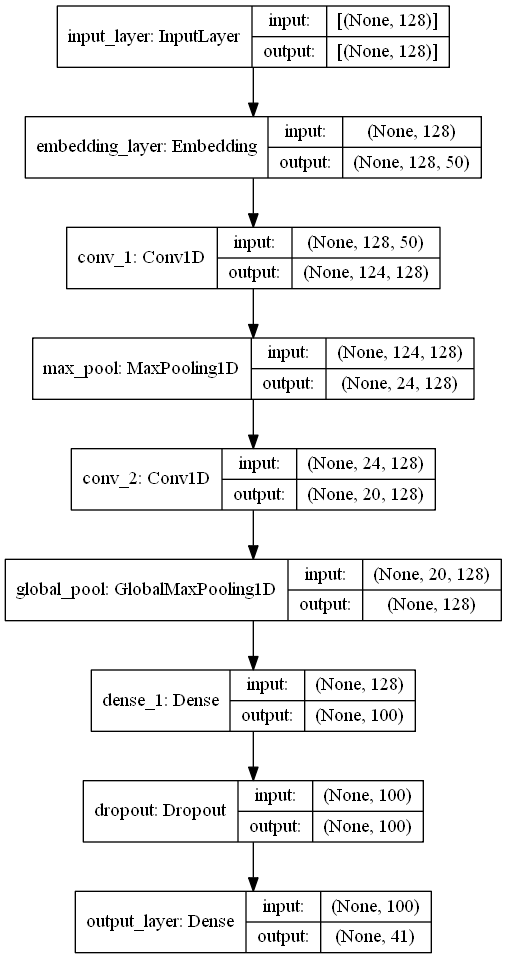 input_layer: InputLayer
input: [(None, 128)]
output: [(None, 128)]
embedding_layer: Embedding
input: (None, 128)
output: (None, 128, 50)
conv_1: Conv1D
input: (None, 128, 50)
output: (None, 124, 128)
max_pool: MaxPooling1D
input: (None, 124, 128)
output: (None, 24, 128)
conv_2: Conv1D
input: (None, 24, 128)
output: (None, 20, 128)
global_pool: GlobalMaxPooling1D
input: (None, 20, 128)
output: (None, 128)
dense_1: Dense
input: (None, 128)
output: (None, 100)
dropout: Dropout
input: (None, 100)
output: (None, 100)
output_layer: Dense
input: (None, 100)
output: (None, 41)